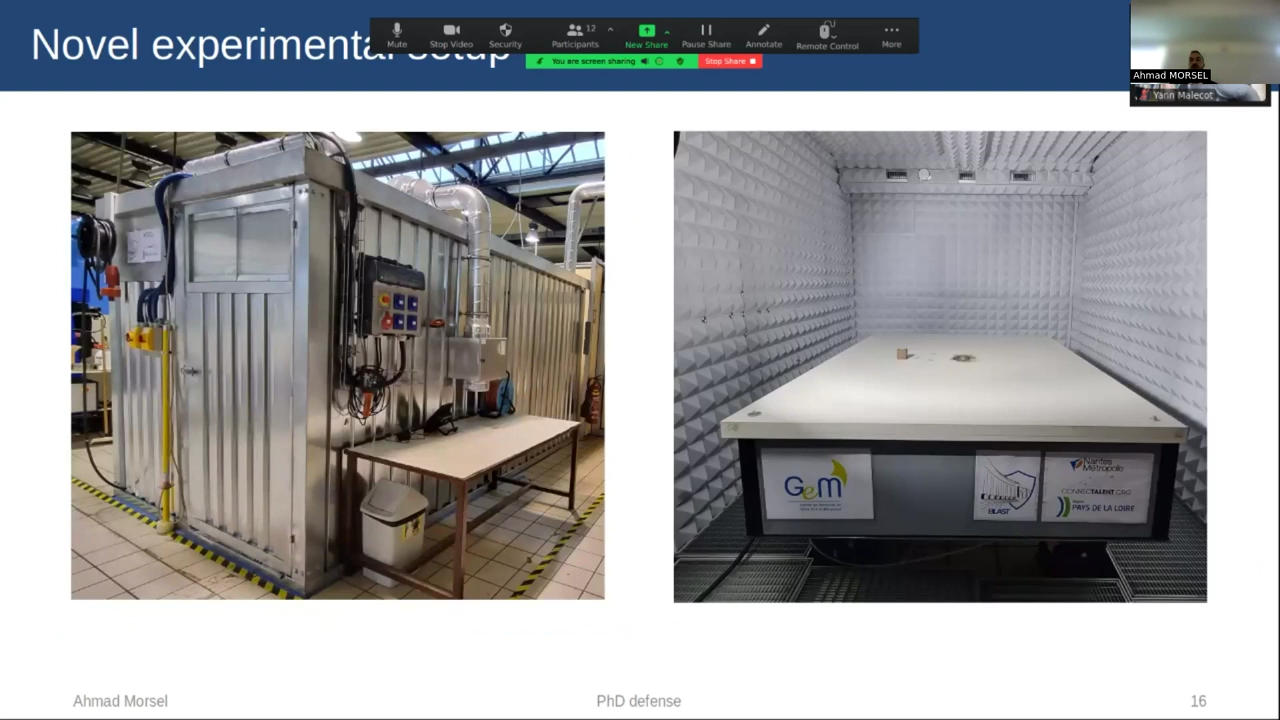 Novel experimental setup
Mute
Stop Video
Security
Participants
12
New Share
Pause Share
Annotate
Remote Control
More
You are screen sharing
Stop Share
Ahmad MORSEL
Yann Malecot
GeM
BLAST
Nantes
Métropole
CONNECTALENT.ORG
PAYS DE LA LOIRE
Ahmad Morsel
PhD defense
16